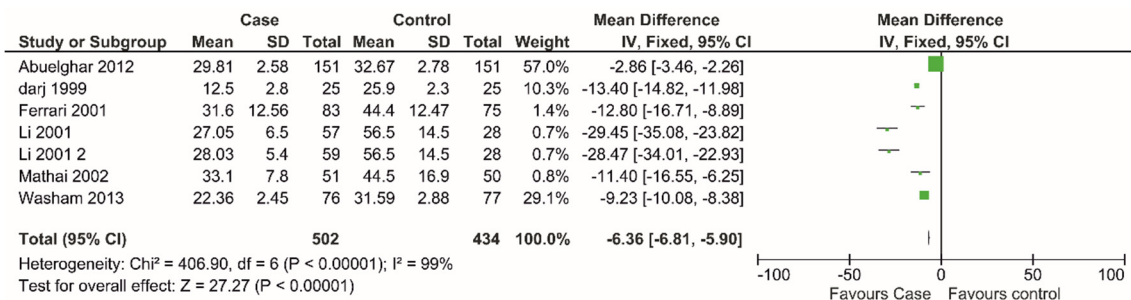 Case Control Mean Difference Mean Difference
Study or Subgroup Mean SD Total Mean SD Total Weight IV, Fixed, 95% CI IV, Fixed, 95% CI
Abuelghar 2012 29.81 2.58 151 32.67 2.78 151 57.0% -2.86 [-3.46, -2.26]
darj 1999 12.5 2.8 25 25.9 2.3 25 10.3% -13.40 [-14.82, -11.98]
Ferrari 2001 31.6 12.56 83 44.4 12.47 75 1.4% -12.80 [-16.71, -8.89]
Li 2001 27.05 6.5 57 56.5 14.5 28 0.7% -29.45 [-35.08, -23.82]
Li 2001 2 28.03 5.4 59 56.5 14.5 28 0.7% -28.47 [-34.01, -22.93]
Mathai 2002 33.1 7.8 51 44.5 16.9 50 0.8% -11.40 [-16.55, -6.25]
Washam 2013 22.36 2.45 76 31.59 2.88 77 29.1% -9.23 [-10.08, -8.38]
Total (95% CI) 502 434 100.0% -6.36 [-6.81, -5.90]
Heterogeneity: Chi² = 406.90, df = 6 (P < 0.00001); I² = 99%
Test for overall effect: Z = 27.27 (P < 0.00001)
-100 -50 0 50 100
Favours Case Favours control